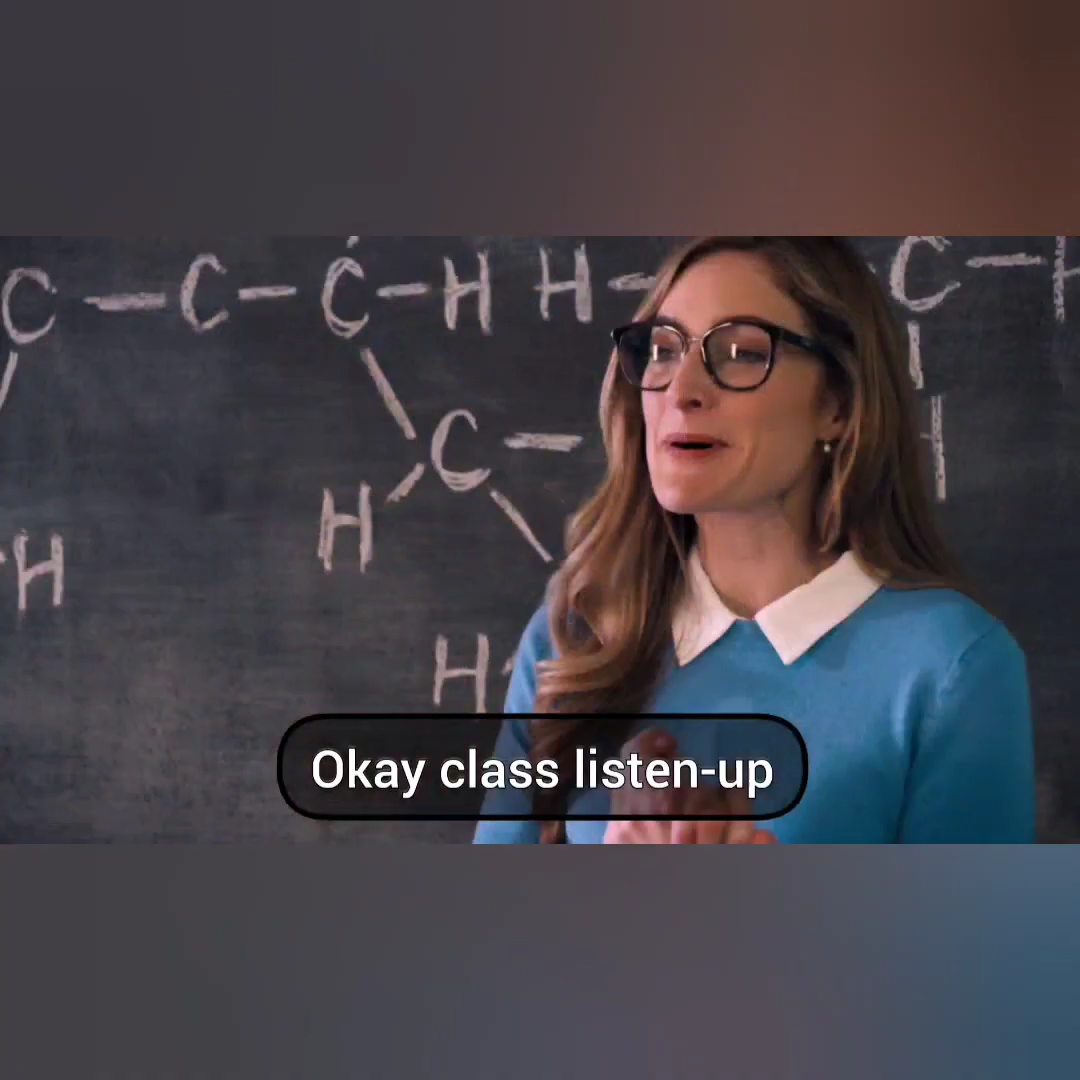 C — C — C — H H — C — H
C —
H
H
H
Okay class listen-up